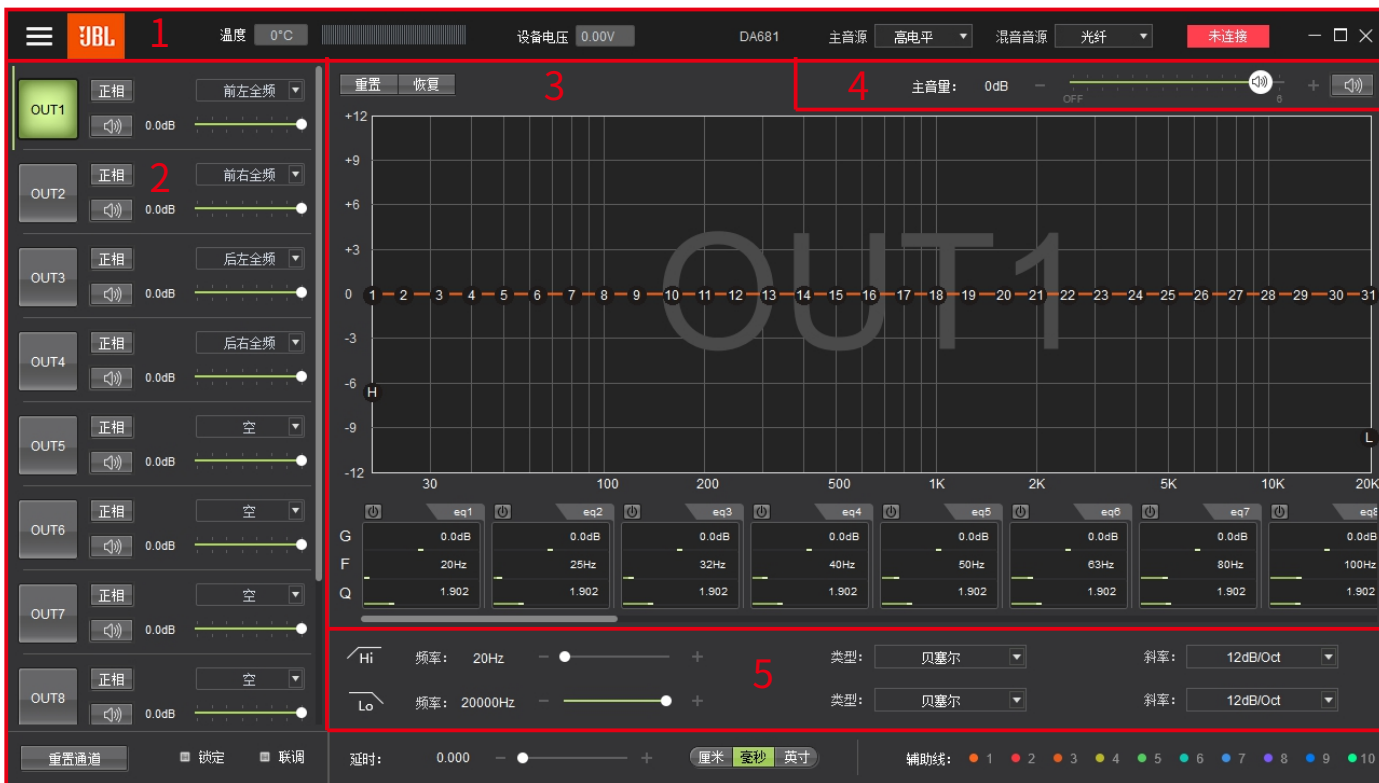 JBL 1 温度 0°C 设备电压 0.00V DA681 主音源 高电平 混音音源 光纤 未连接
重置 恢复 3 4 主音量： 0dB OFF 6
OUT1 正相 前左全频 0.0dB
OUT2 正相 2 前右全频 0.0dB
OUT3 正相 后左全频 0.0dB
OUT4 正相 后右全频 0.0dB
OUT5 正相 空 0.0dB
OUT6 正相 空 0.0dB
OUT7 正相 空 0.0dB
OUT8 正相 空 0.0dB
重置通道 锁定 联调
+12
+9
+6
+3
0
-3
-6
-9
-12
OUT1
1 2 3 4 5 6 7 8 9 10 11 12 13 14 15 16 17 18 19 20 21 22 23 24 25 26 27 28 29 30 31
H
L
30 100 200 500 1K 2K 5K 10K 20K
eq1 eq2 eq3 eq4 eq5 eq6 eq7 eq8
G 0.0dB 0.0dB 0.0dB 0.0dB 0.0dB 0.0dB 0.0dB 0.0dB
F 20Hz 25Hz 32Hz 40Hz 50Hz 63Hz 80Hz 100Hz
Q 1.902 1.902 1.902 1.902 1.902 1.902 1.902 1.902
Hi 频率： 20Hz 类型： 贝塞尔 斜率： 12dB/Oct
5
Lo 频率： 20000Hz 类型： 贝塞尔 斜率： 12dB/Oct
延时： 0.000 厘米 毫秒 英寸 辅助线： 1 2 3 4 5 6 7 8 9 10